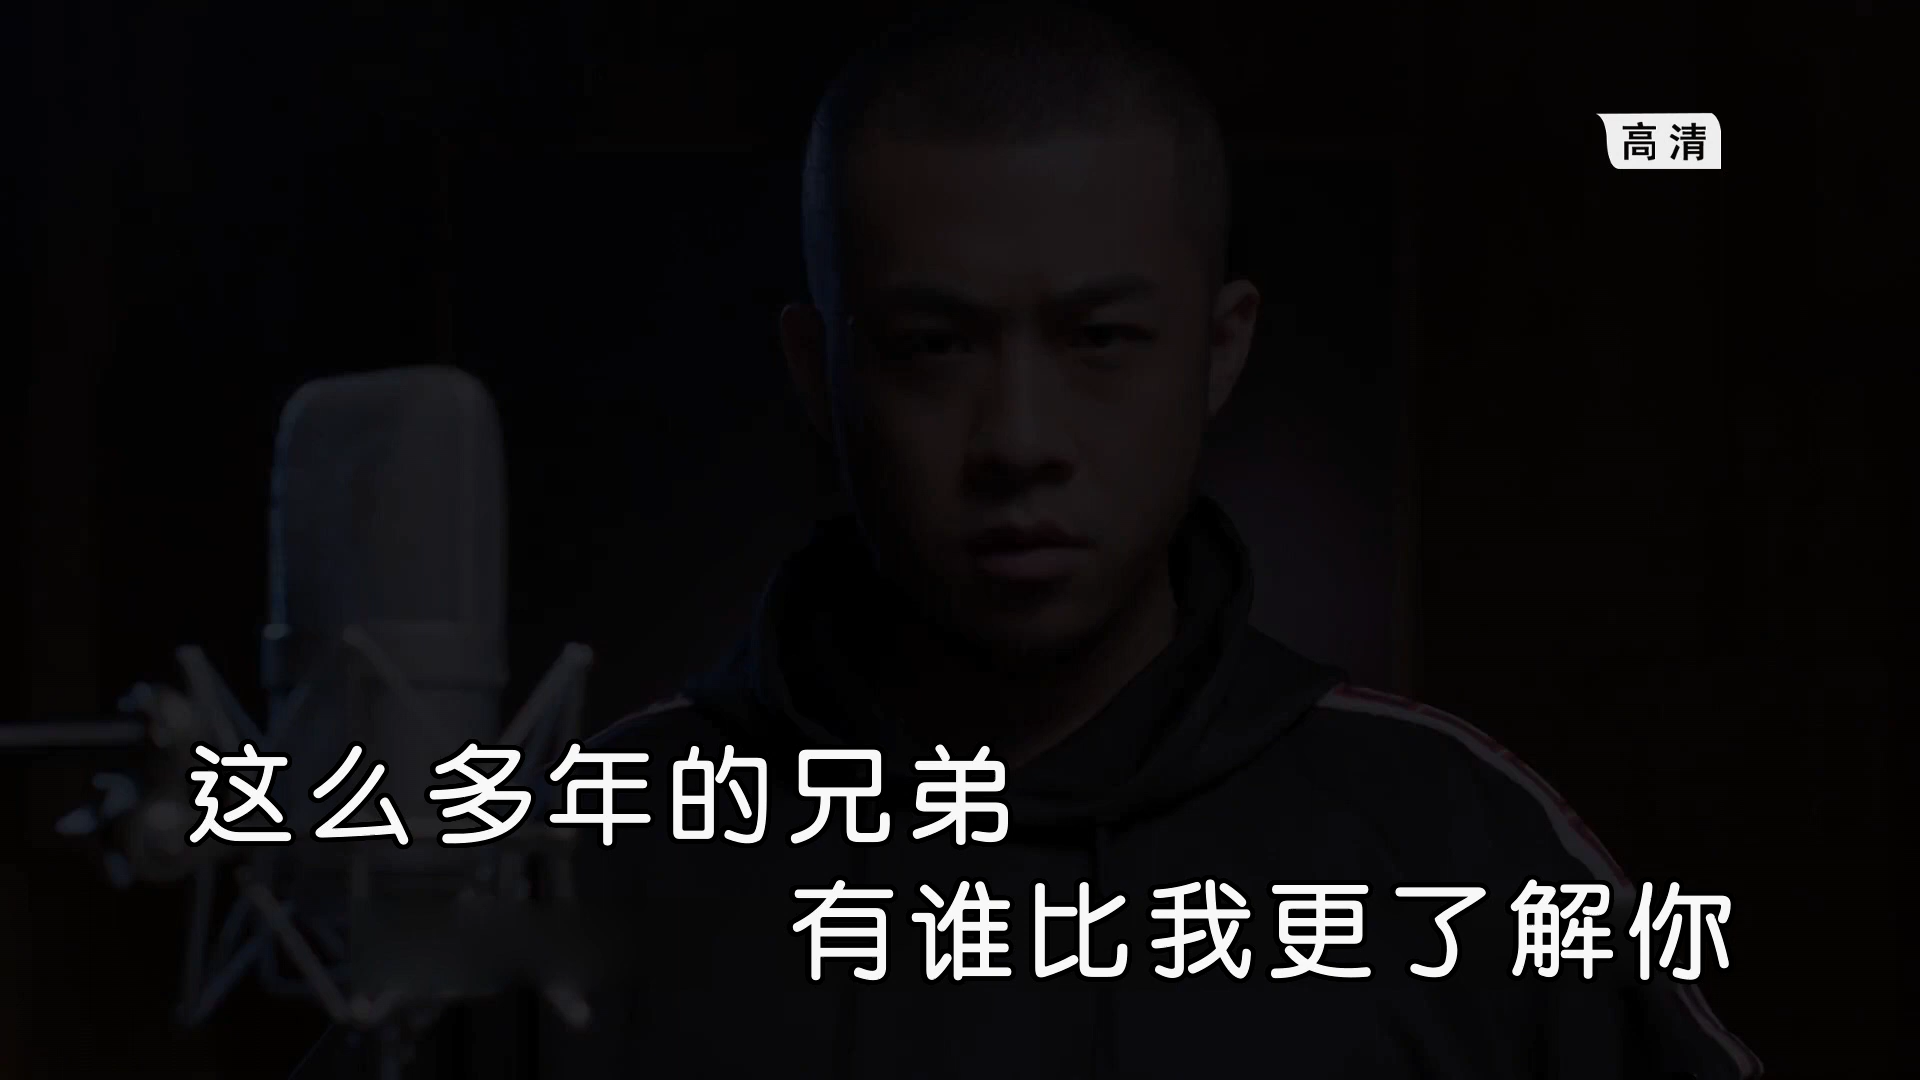 高清
这么多年的兄弟
有谁比我更了解你